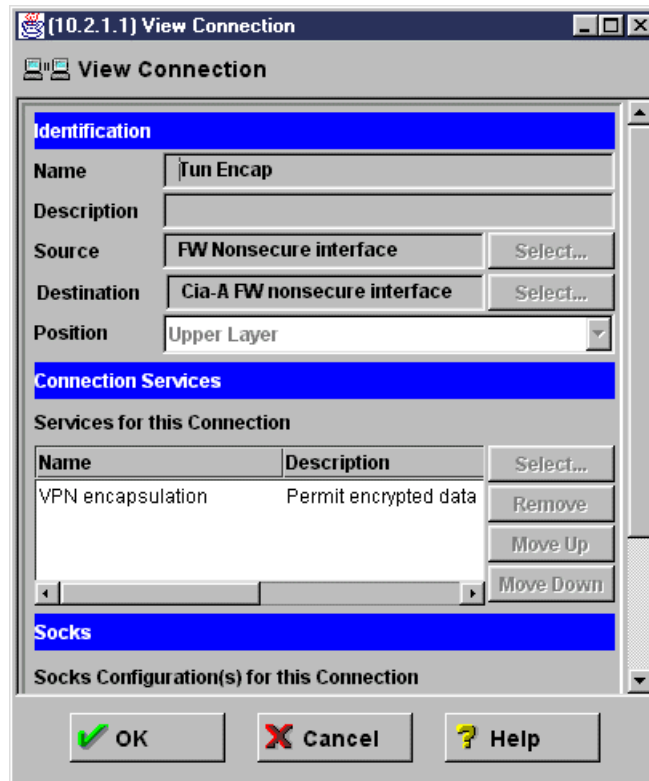 (10.2.1.1) View Connection
View Connection
Identification
Name Tun Encap
Description
Source FW Nonsecure interface Select...
Destination Cia-A FW nonsecure interface Select...
Position Upper Layer
Connection Services
Services for this Connection
Name Description Select...
VPN encapsulation Permit encrypted data
Remove
Move Up
Move Down
Socks
Socks Configuration(s) for this Connection
OK Cancel Help